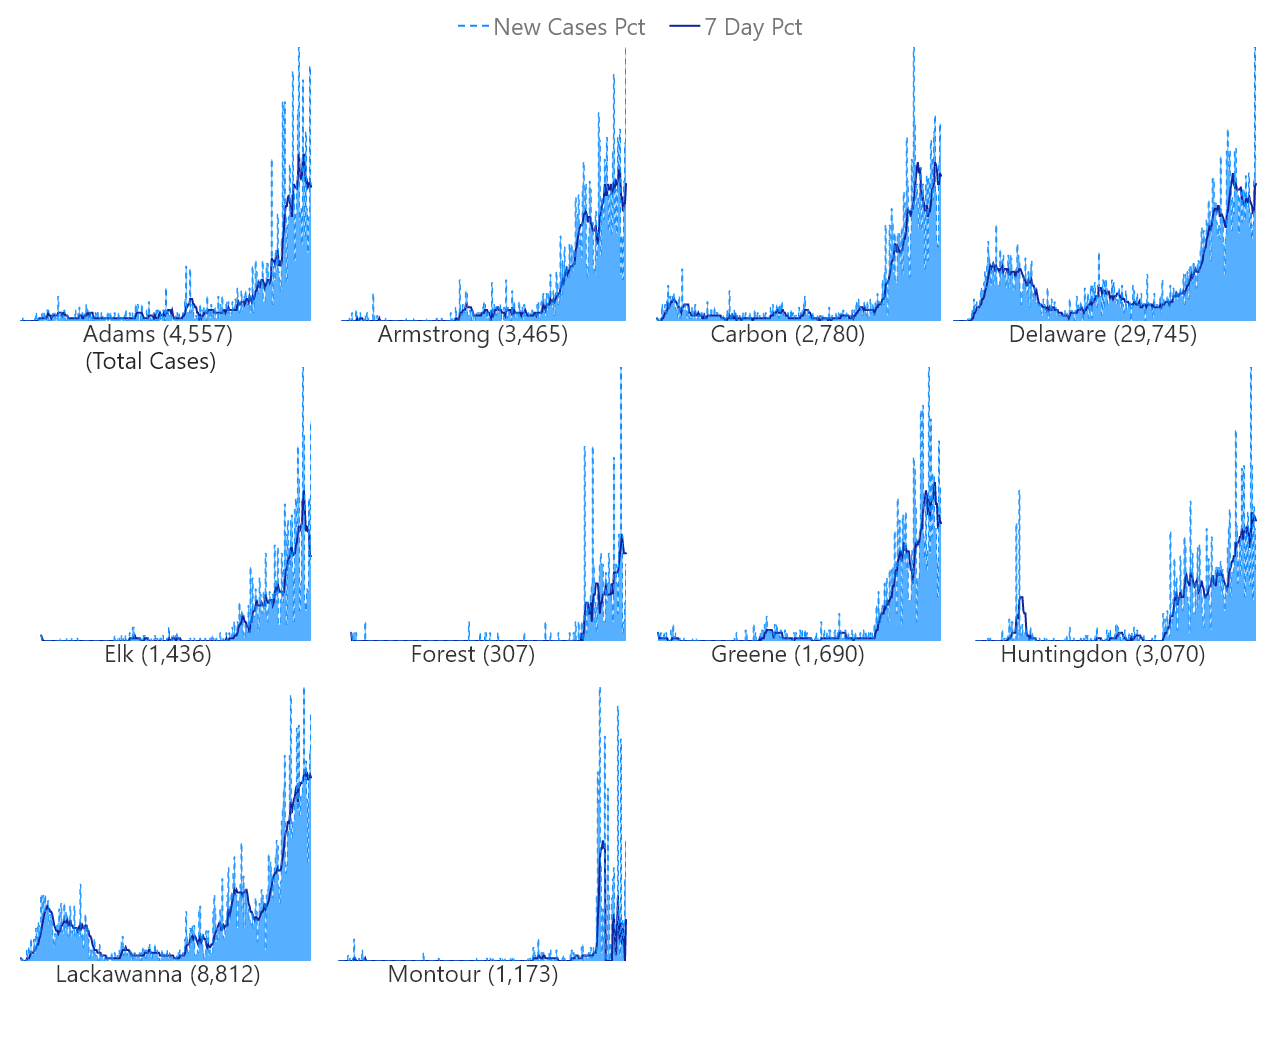 New Cases Pct 7 Day Pct
Adams (4,557) Armstrong (3,465) Carbon (2,780) Delaware (29,745)
(Total Cases)
Elk (1,436) Forest (307) Greene (1,690) Huntingdon (3,070)
Lackawanna (8,812) Montour (1,173)